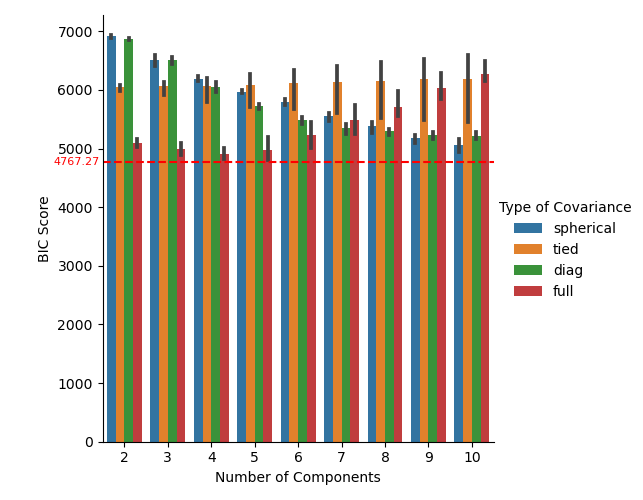 7000
6000
5000
4767.27
4000
3000
2000
1000
0
BIC Score
2 3 4 5 6 7 8 9 10
Number of Components
Type of Covariance
spherical
tied
diag
full